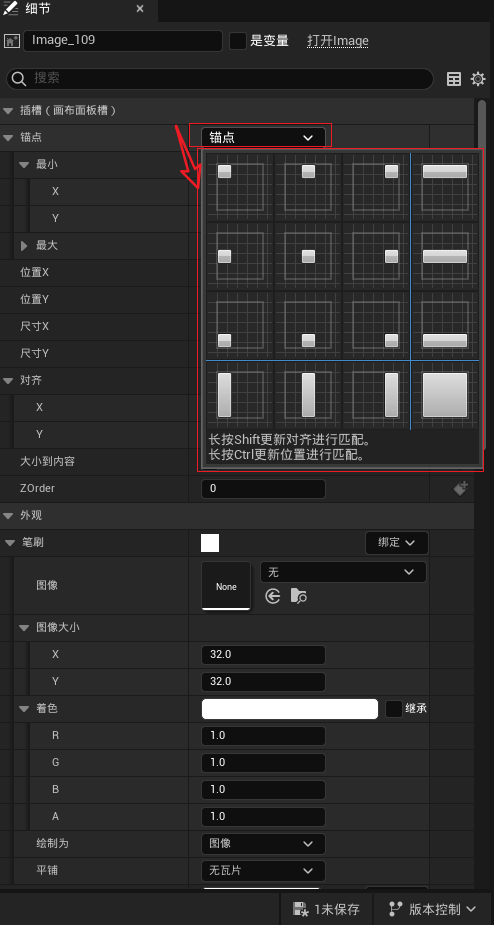 细节
Image_109
是变量
打开Image
搜索
插槽（画布面板槽）
锚点
锚点
最小
X
Y
最大
位置X
位置Y
尺寸X
尺寸Y
对齐
X
Y
长按Shift更新对齐进行匹配。
长按Ctrl更新位置进行匹配。
大小到内容
ZOrder
0
外观
笔刷
绑定
图像
None
无
图像大小
X
32.0
Y
32.0
着色
继承
R
1.0
G
1.0
B
1.0
A
1.0
绘制为
图像
平铺
无瓦片
1未保存
版本控制